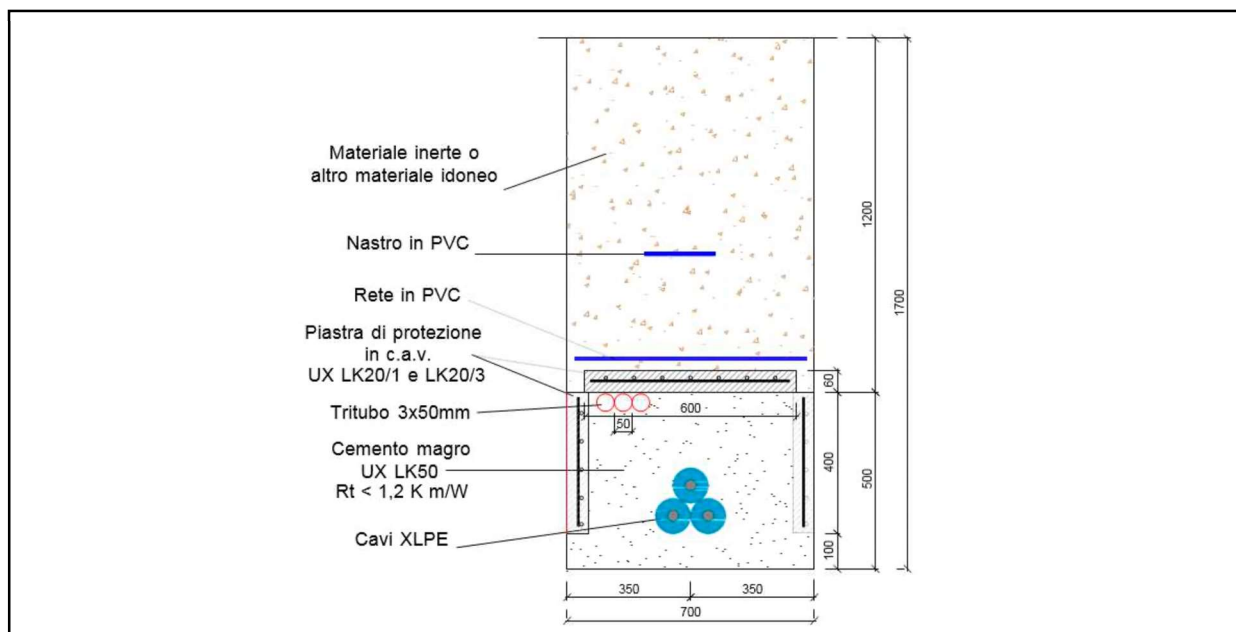 Materiale inerte o
altro materiale idoneo
Nastro in PVC
Rete in PVC
Piastra di protezione
in c.a.v.
UX LK20/1 e LK20/3
Tritubo 3x50mm
Cemento magro
UX LK50
Rt < 1,2 K m/W
Cavi XLPE
1200
1700
60
600
50
400
500
100
350
350
700